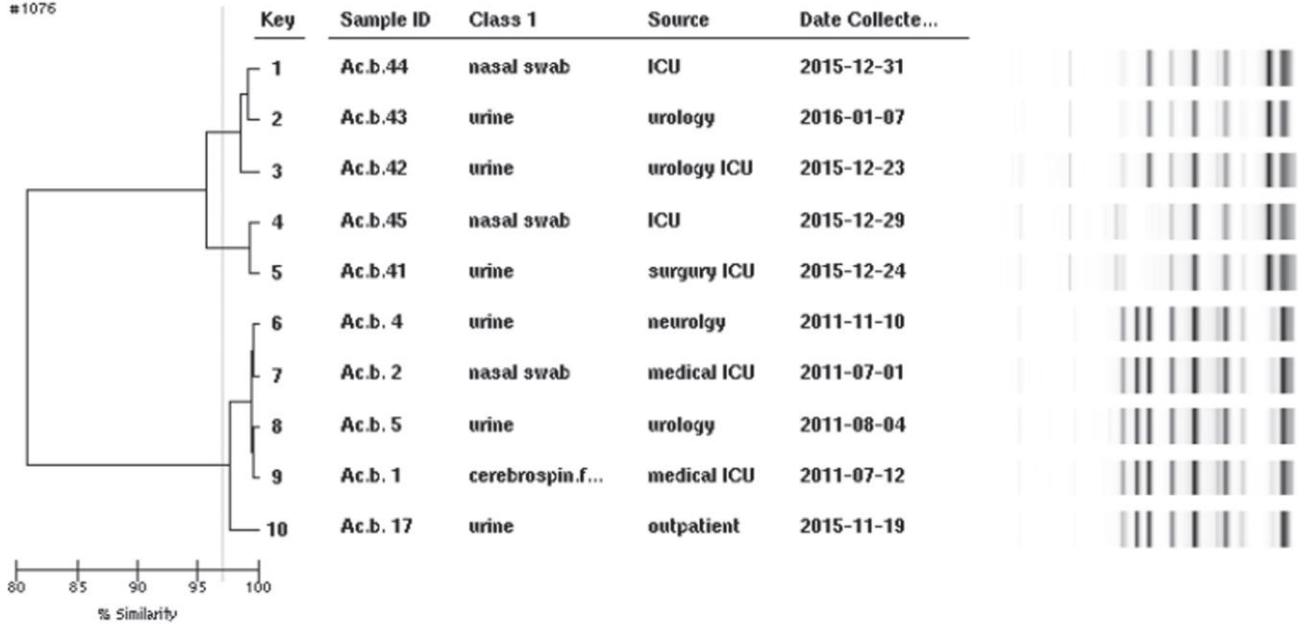 #1076
Key Sample ID Class 1 Source Date Collecte...
1 Ac.b.44 nasal swab ICU 2015-12-31
2 Ac.b.43 urine urology 2016-01-07
3 Ac.b.42 urine urology ICU 2015-12-23
4 Ac.b.45 nasal swab ICU 2015-12-29
5 Ac.b.41 urine surgury ICU 2015-12-24
6 Ac.b. 4 urine neurolgy 2011-11-10
7 Ac.b. 2 nasal swab medical ICU 2011-07-01
8 Ac.b. 5 urine urology 2011-08-04
9 Ac.b. 1 cerebrospin.f... medical ICU 2011-07-12
10 Ac.b. 17 urine outpatient 2015-11-19
80 85 90 95 100
% Similarity